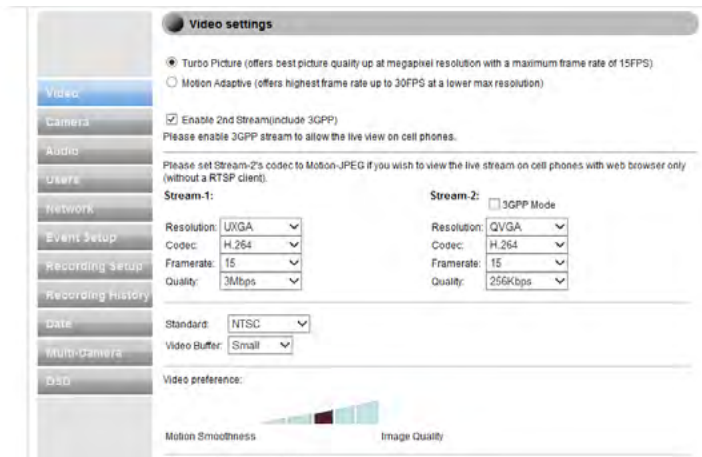 Video settings
Turbo Picture (offers best picture quality up at megapixel resolution with a maximum frame rate of 15FPS)
Motion Adaptive (offers highest frame rate up to 30FPS at a lower max resolution)
Video
Camera
Audio
Users
Network
Event Setup
Recording Setup
Recording History
Date
Multi-Camera
OSD
Enable 2nd Stream(include 3GPP)
Please enable 3GPP stream to allow the live view on cell phones.
Please set Stream-2's codec to Motion-JPEG if you wish to view the live stream on cell phones with web browser only
(without a RTSP client).
Stream-1:
Resolution: UXGA
Codec: H.264
Framerate: 15
Quality: 3Mbps
Stream-2: 3GPP Mode
Resolution: QVGA
Codec: H.264
Framerate: 15
Quality: 256Kbps
Standard: NTSC
Video Buffer: Small
Video preference:
Motion Smoothness Image Quality